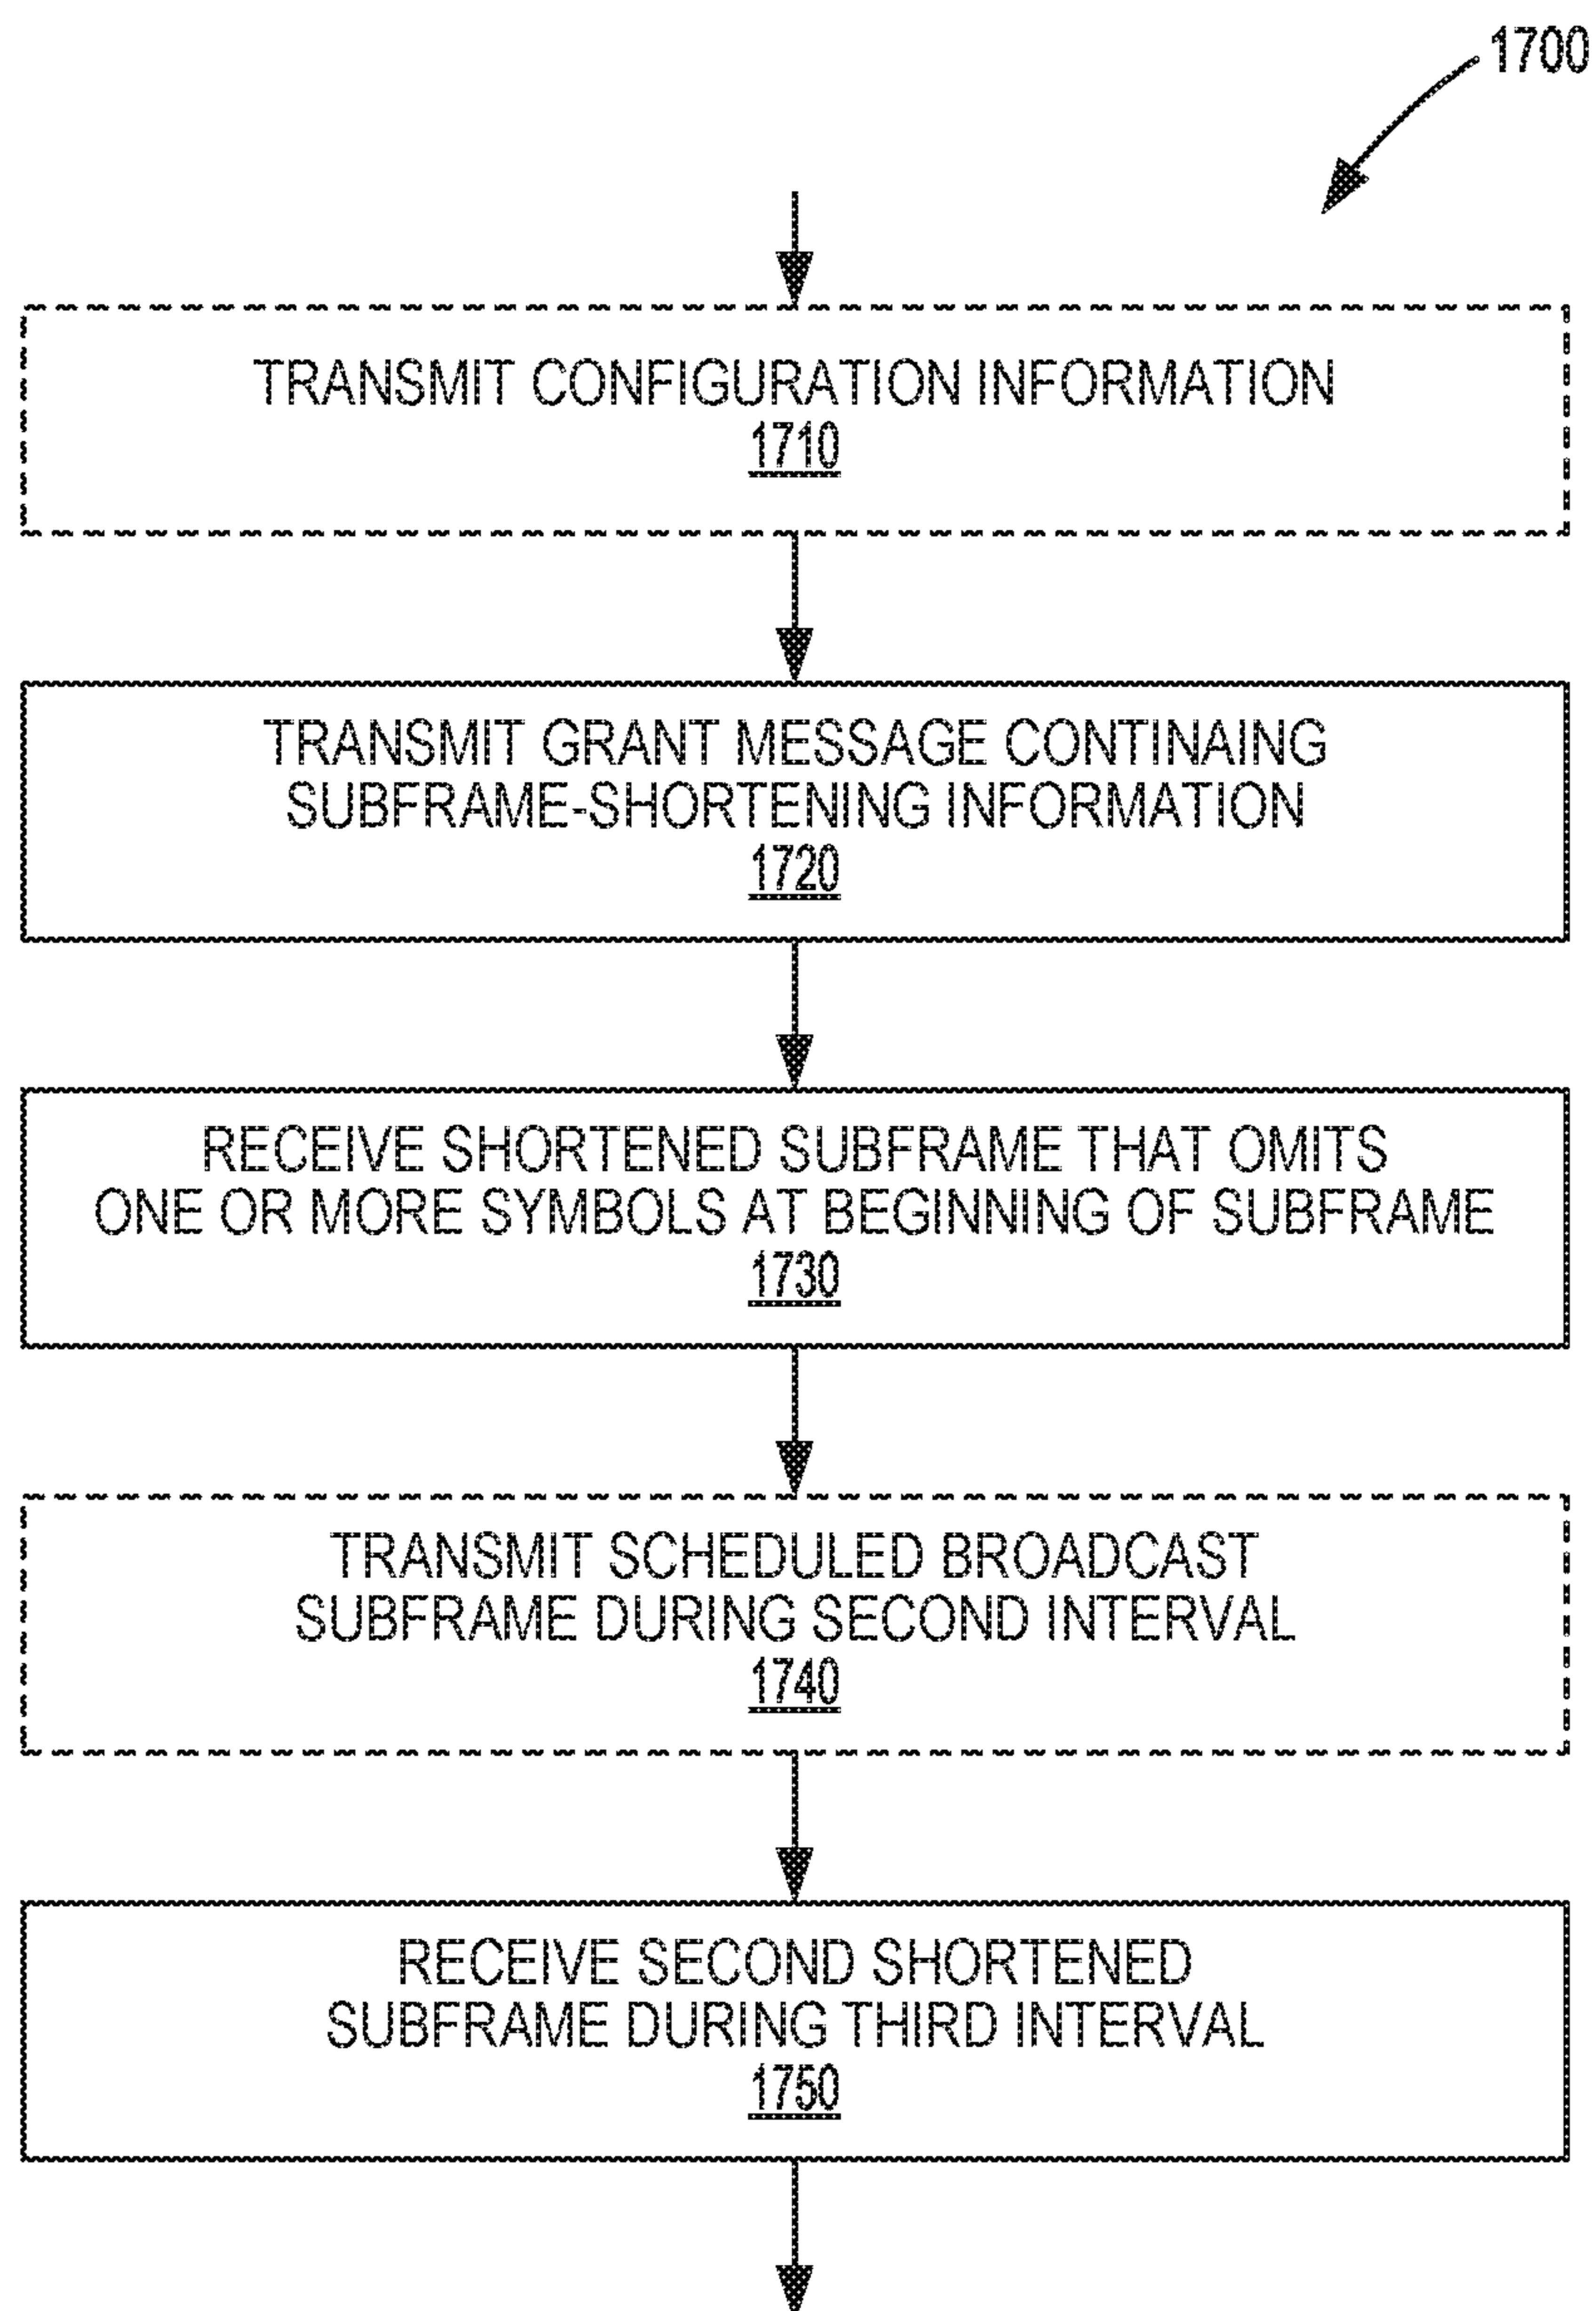 1700
TRANSMIT CONFIGURATION INFORMATION
1710
TRANSMIT GRANT MESSAGE CONTINAING
SUBFRAME-SHORTENING INFORMATION
1720
RECEIVE SHORTENED SUBFRAME THAT OMITS
ONE OR MORE SYMBOLS AT BEGINNING OF SUBFRAME
1730
TRANSMIT SCHEDULED BROADCAST
SUBFRAME DURING SECOND INTERVAL
1740
RECEIVE SECOND SHORTENED
SUBFRAME DURING THIRD INTERVAL
1750